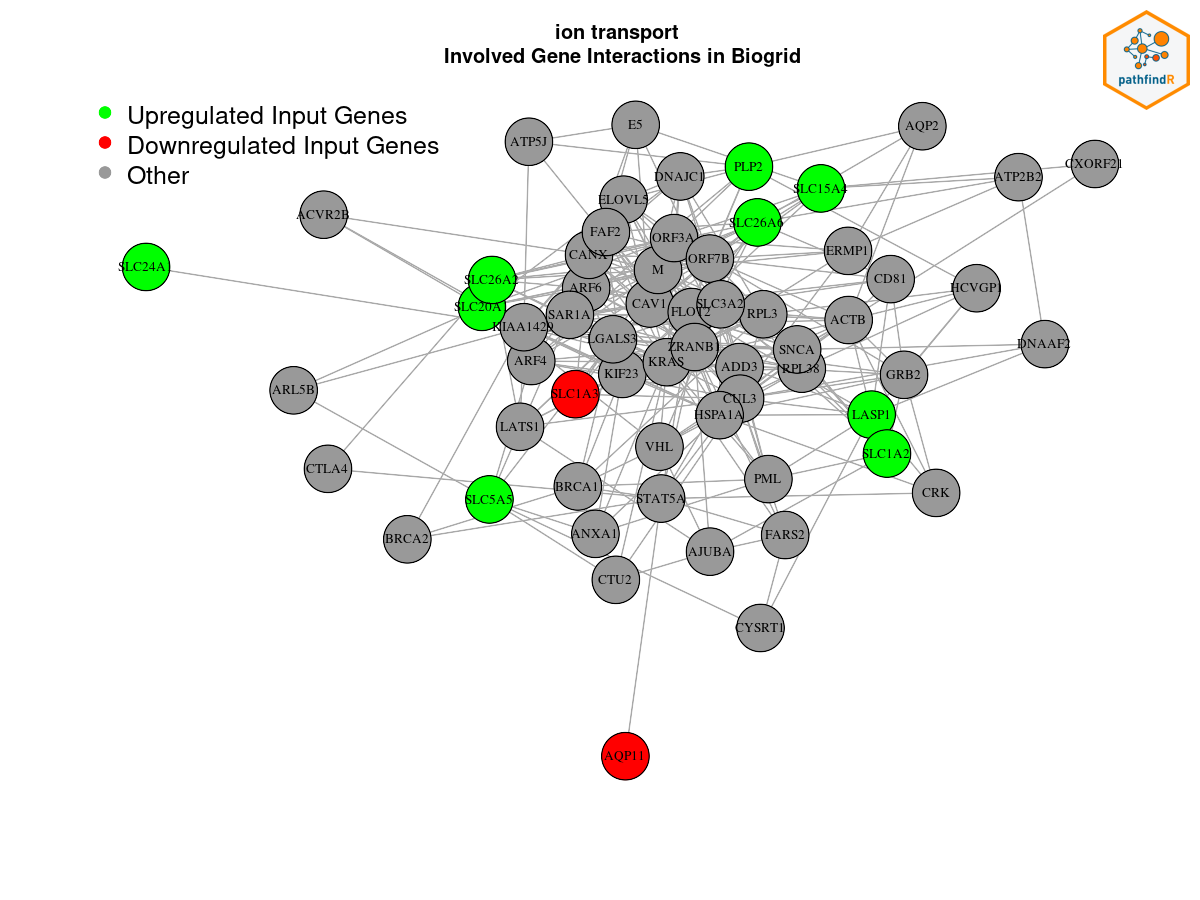 ion transport
Involved Gene Interactions in Biogrid
pathfindR
Upregulated Input Genes
Downregulated Input Genes
Other
E5
AQP2
ATP5J
CXORF21
PLP2
DNAJC1
ATP2B2
SLC15A4
ELOVL5
ACVR2B
SLC26A6
FAF2
ORF3A
ERMP1
CANX
ORF7B
SLC24A
M
SLC26A2
CD81
ARF6
HCVGP1
CAV1
SLC3A2
SLC20A1
FLOT2
SAR1A
RPL3
ACTB
KIAA1429
LGALS3
DNAAF2
ZRANB1
SNCA
ARF4
KRAS
ADD3
RPL38
KIF23
GRB2
ARL5B
SLC1A3
CUL3
HSPA1A
LASP1
LATS1
VHL
SLC1A2
CTLA4
PML
BRCA1
CRK
SLC5A5
STAT5A
ANXA1
FARS2
BRCA2
AJUBA
CTU2
CYSRT1
AQP11